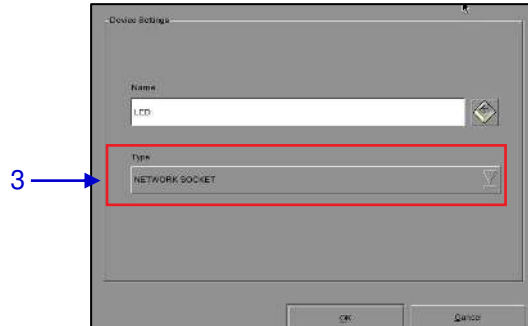 Device Settings
Name
LED
3
Type
NETWORK SOCKET
OK
Cancel